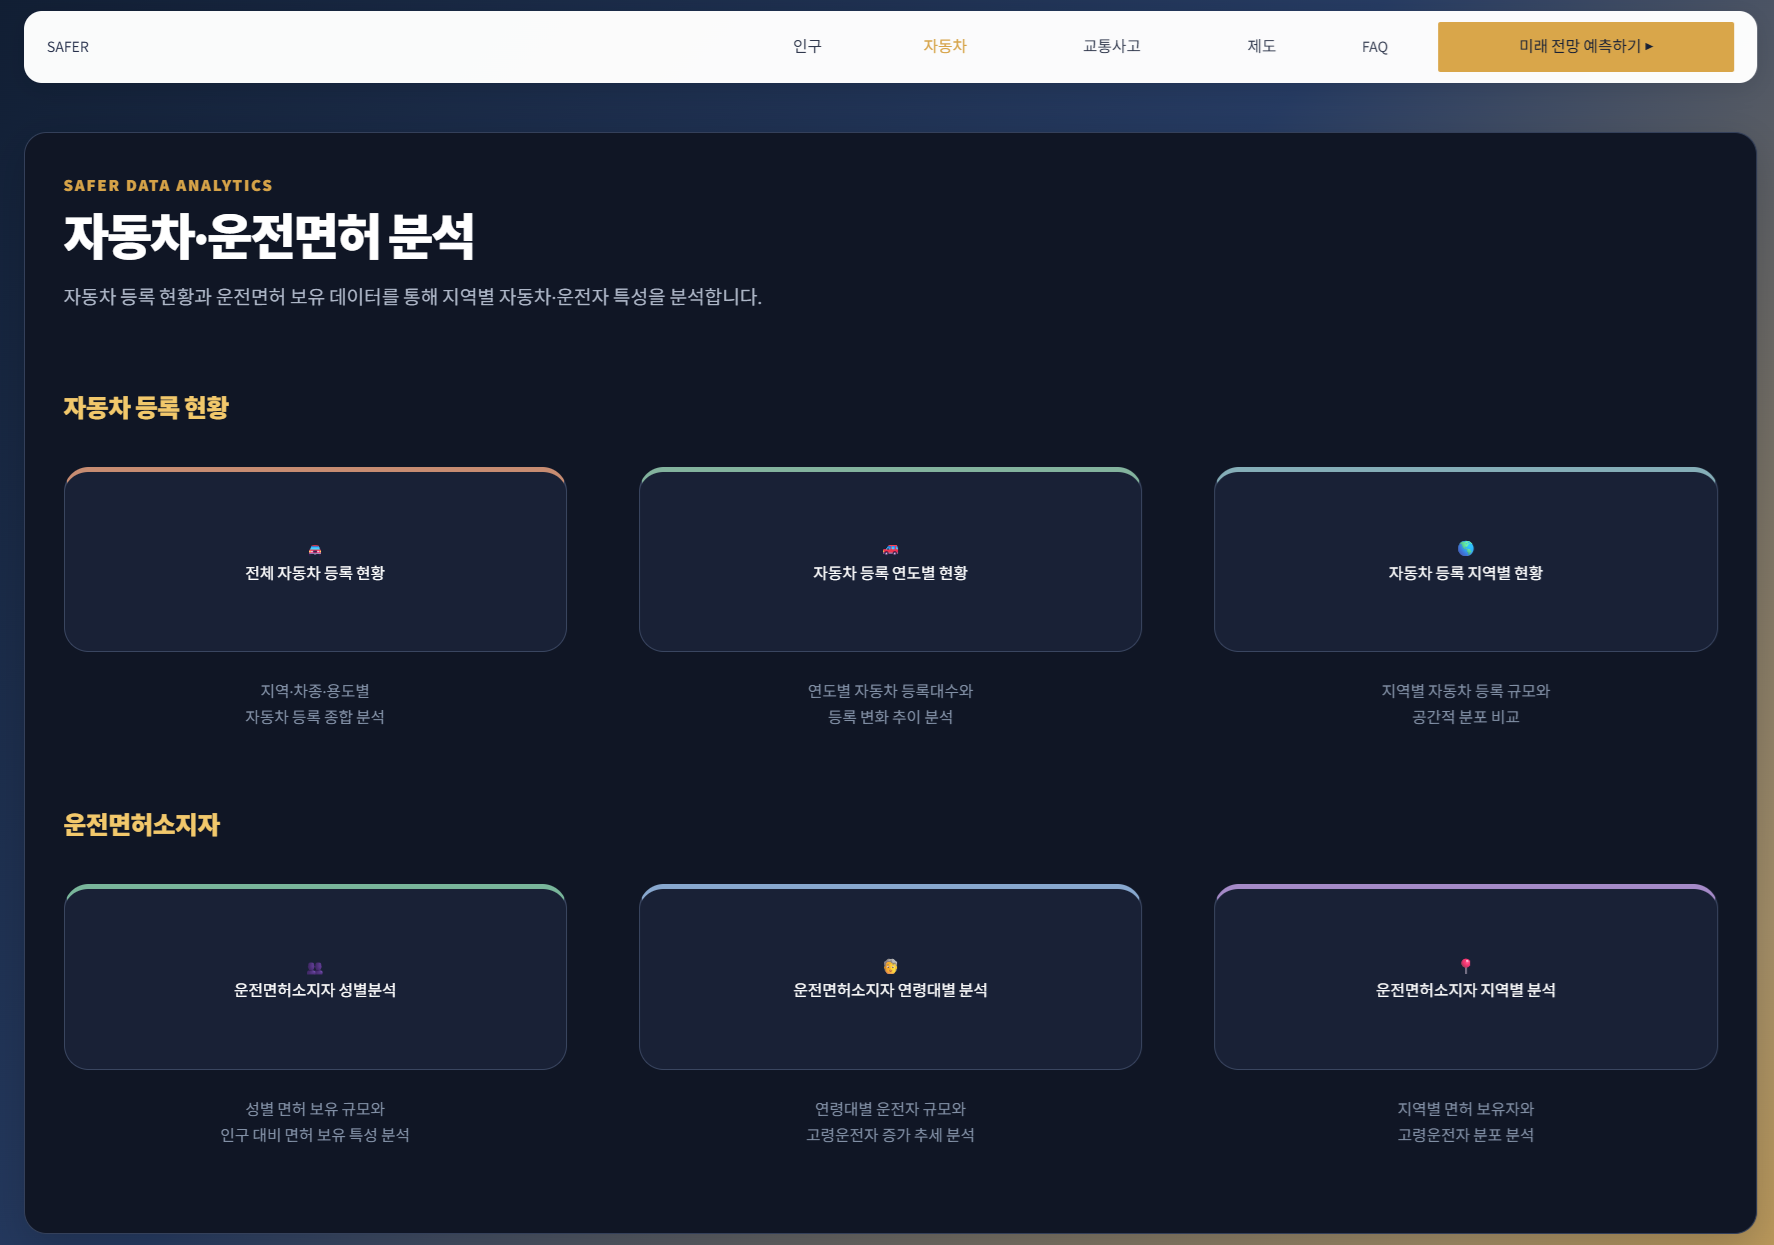 SAFER
인구
자동차
교통사고
제도
FAQ
미래 전망 예측하기 ▶
SAFER DATA ANALYTICS
자동차·운전면허 분석
자동차 등록 현황과 운전면허 보유 데이터를 통해 지역별 자동차·운전자 특성을 분석합니다.
자동차 등록 현황
전체 자동차 등록 현황
자동차 등록 연도별 현황
자동차 등록 지역별 현황
지역·차종·용도별
자동차 등록 종합 분석
연도별 자동차 등록대수와
등록 변화 추이 분석
지역별 자동차 등록 규모와
공간적 분포 비교
운전면허소지자
운전면허소지자 성별분석
운전면허소지자 연령대별 분석
운전면허소지자 지역별 분석
성별 면허 보유 규모와
인구 대비 면허 보유 특성 분석
연령대별 운전자 규모와
고령운전자 증가 추세 분석
지역별 면허 보유자와
고령운전자 분포 분석